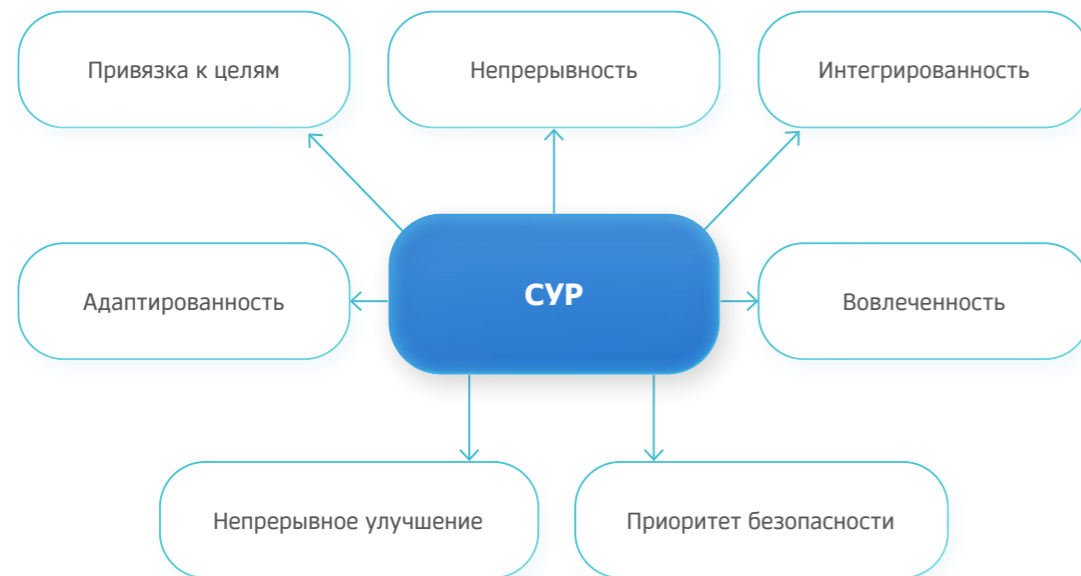 Привязка к целям
Непрерывность
Интегрированность
Адаптированность
СУР
Вовлеченность
Непрерывное улучшение
Приоритет безопасности